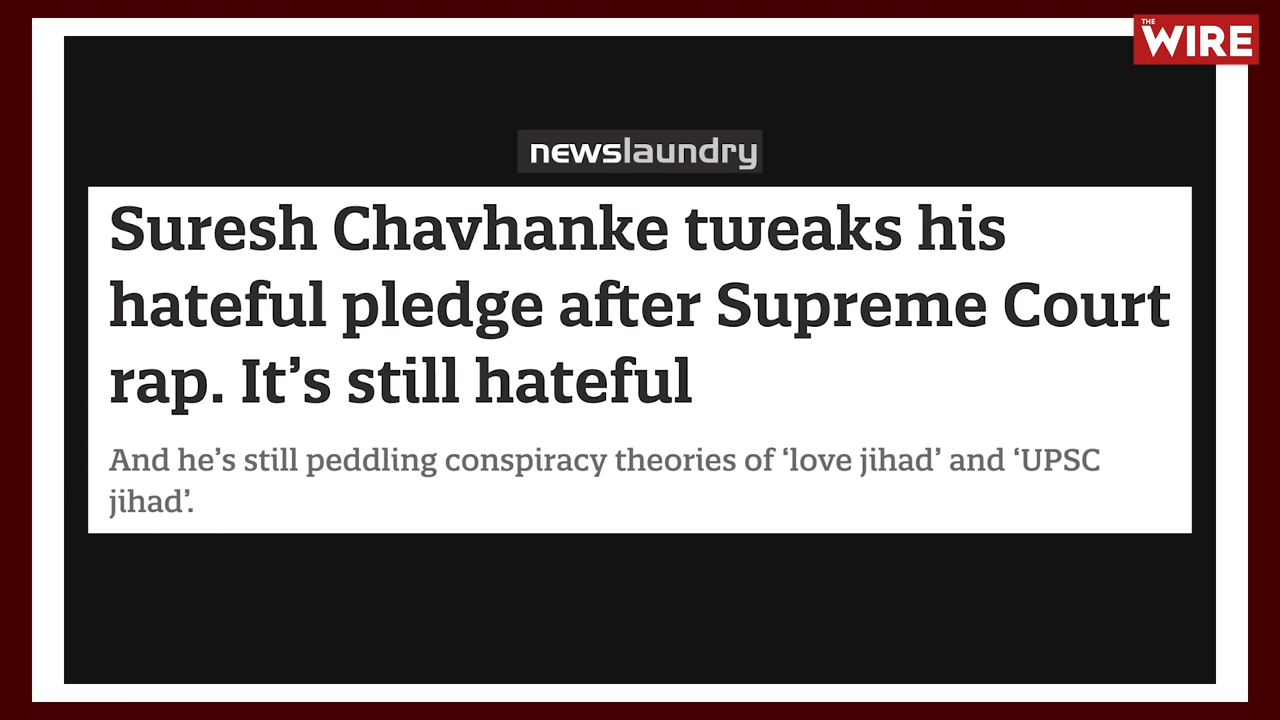 THE
WIRE
newslaundry
Suresh Chavhanke tweaks his
hateful pledge after Supreme Court
rap. It’s still hateful
And he’s still peddling conspiracy theories of ‘love jihad’ and ‘UPSC
jihad’.